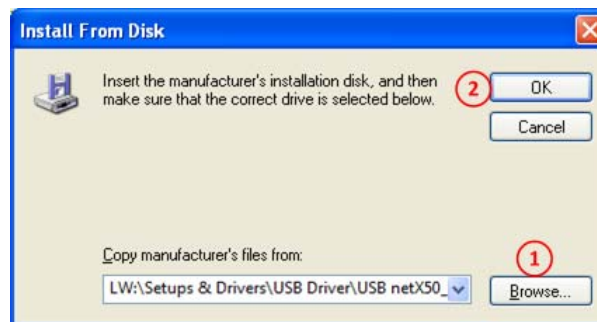 Install From Disk
Insert the manufacturer's installation disk, and then
make sure that the correct drive is selected below.
2
OK
Cancel
Copy manufacturer's files from:
1
LW:\Setups & Drivers\USB Driver\USB netX50_
Browse...